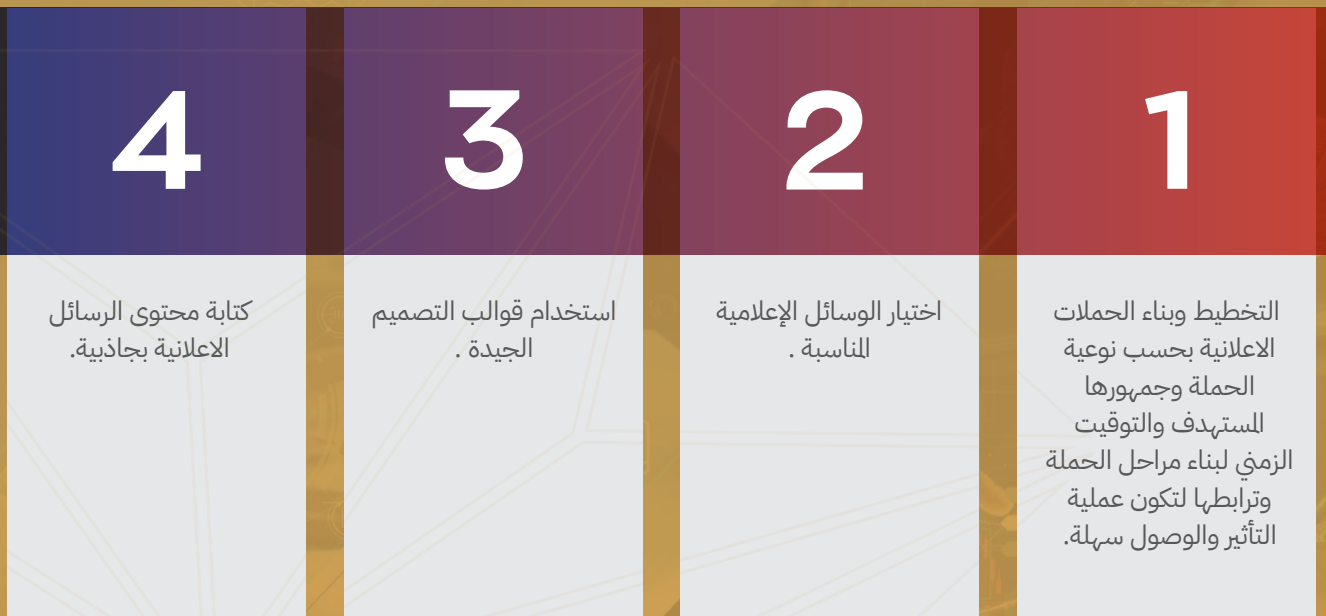 1
التخطيط وبناء الحملات
الاعلانية بحسب نوعية
الحملة وجمهورها
المستهدف والتوقيت
الزمني لبناء مراحل الحملة
وترابطها لتكون عملية
التأثير والوصول سهلة.
2
اختيار الوسائل الإعلامية
المناسبة .
3
استخدام قوالب التصميم
الجيدة .
4
كتابة محتوى الرسائل
الاعلانية بجاذبية.